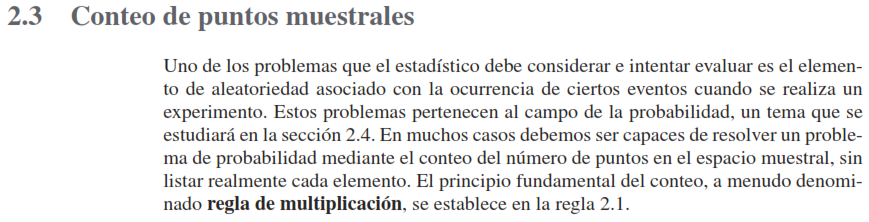 2.3 Conteo de puntos muestrales
Uno de los problemas que el estadístico debe considerar e intentar evaluar es el elemen-
to de aleatoriedad asociado con la ocurrencia de ciertos eventos cuando se realiza un
experimento. Estos problemas pertenecen al campo de la probabilidad, un tema que se
estudiará en la sección 2.4. En muchos casos debemos ser capaces de resolver un proble-
ma de probabilidad mediante el conteo del número de puntos en el espacio muestral, sin
listar realmente cada elemento. El principio fundamental del conteo, a menudo denomi-
nado regla de multiplicación, se establece en la regla 2.1.